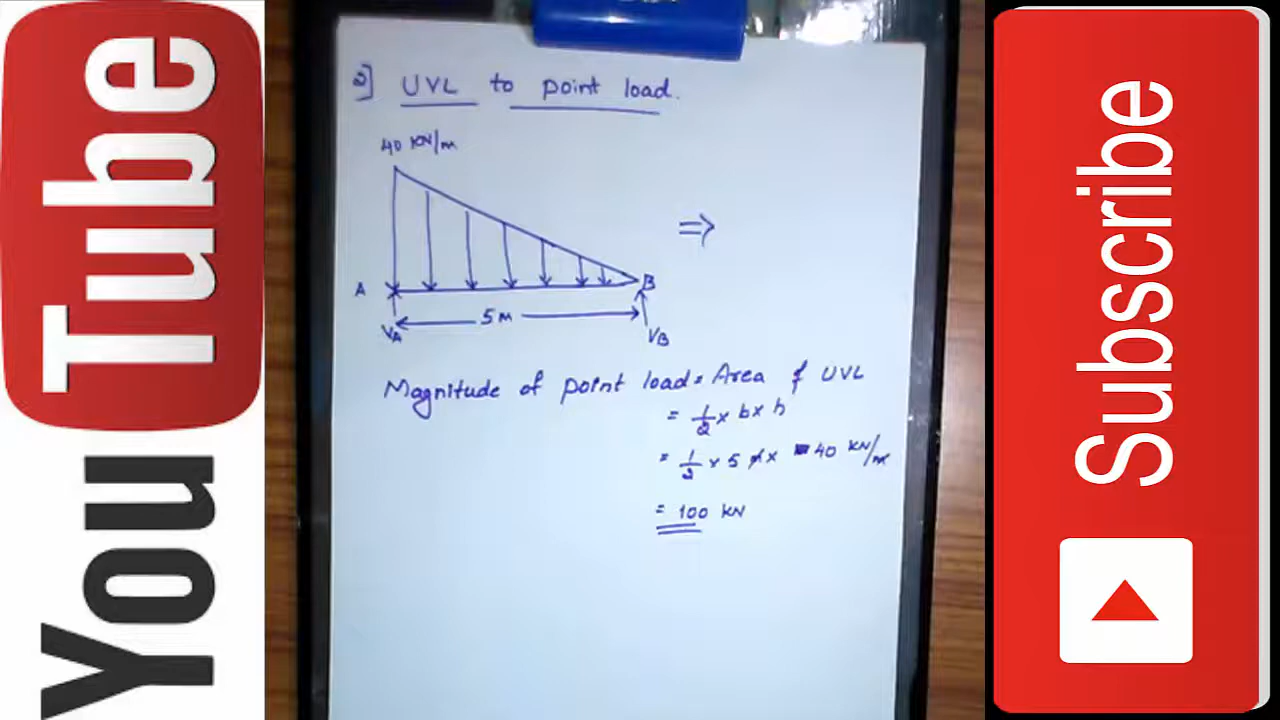 YouTube
2] UVL to point load.
40 KN/m
⇒
A B
5 m
VA VB
Magnitude of point load = Area of UVL
= 1/2 × b × h
= 1/2 × 5 m × 40 KN/m
= 100 KN
Subscribe